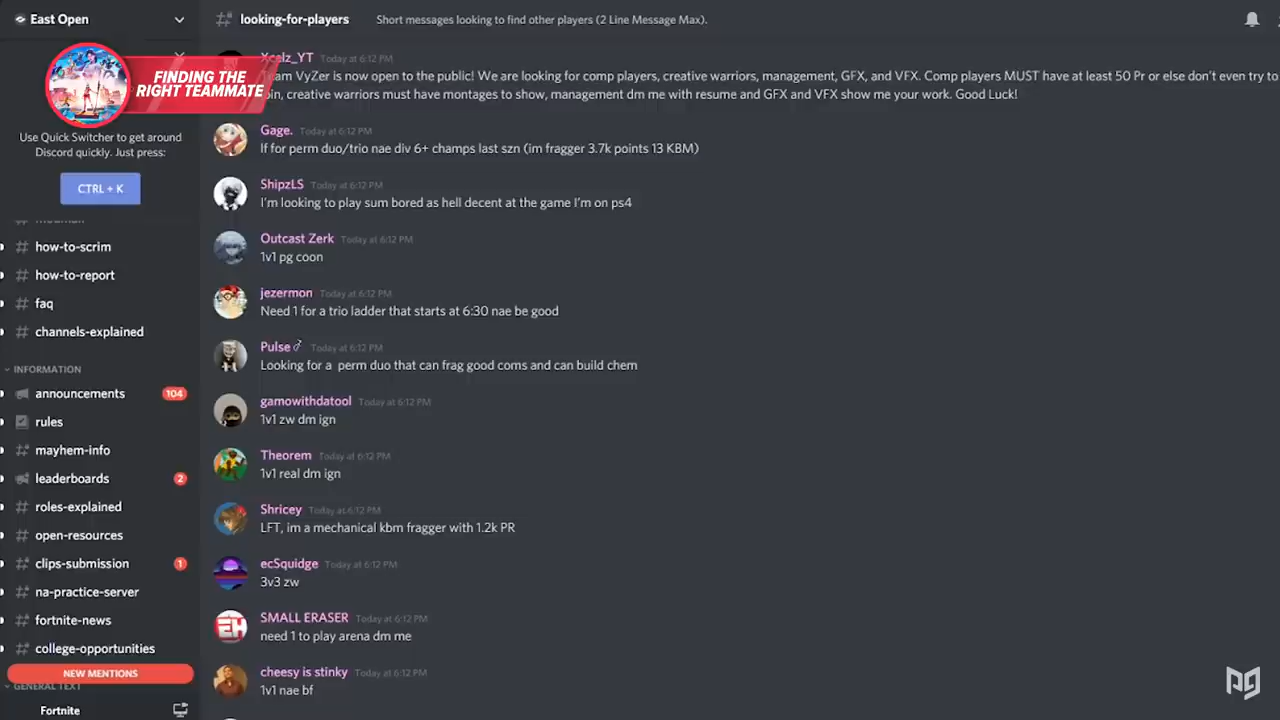 East Open
looking-for-players
Short messages looking to find other players (2 Line Message Max).
FINDING THE
RIGHT TEAMMATE
Use Quick Switcher to get around
Discord quickly. Just press:
CTRL + K
how-to-scrim
how-to-report
faq
channels-explained
INFORMATION
announcements 104
rules
mayhem-info
leaderboards 2
roles-explained
open-resources
clips-submission 1
na-practice-server
fortnite-news
college-opportunities
NEW MENTIONS
GENERAL TEXT
Fortnite
Xcelz_YT Today at 6:12 PM
Team VyZer is now open to the public! We are looking for comp players, creative warriors, management, GFX, and VFX. Comp players MUST have at least 50 Pr or else don't even try to
join, creative warriors must have montages to show, management dm me with resume and GFX and VFX show me your work. Good Luck!
Gage. Today at 6:12 PM
lf for perm duo/trio nae div 6+ champs last szn (im fragger 3.7k points 13 KBM)
ShipzLS Today at 6:12 PM
I'm looking to play sum bored as hell decent at the game I'm on ps4
Outcast Zerk Today at 6:12 PM
1v1 pg coon
jezermon Today at 6:12 PM
Need 1 for a trio ladder that starts at 6:30 nae be good
Pulse♂ Today at 6:12 PM
Looking for a perm duo that can frag good coms and can build chem
gamowithdatool Today at 6:12 PM
1v1 zw dm ign
Theorem Today at 6:12 PM
1v1 real dm ign
Shricey Today at 6:12 PM
LFT, im a mechanical kbm fragger with 1.2k PR
ecSquidge Today at 6:12 PM
3v3 zw
SMALL ERASER Today at 6:12 PM
need 1 to play arena dm me
cheesy is stinky Today at 6:12 PM
1v1 nae bf